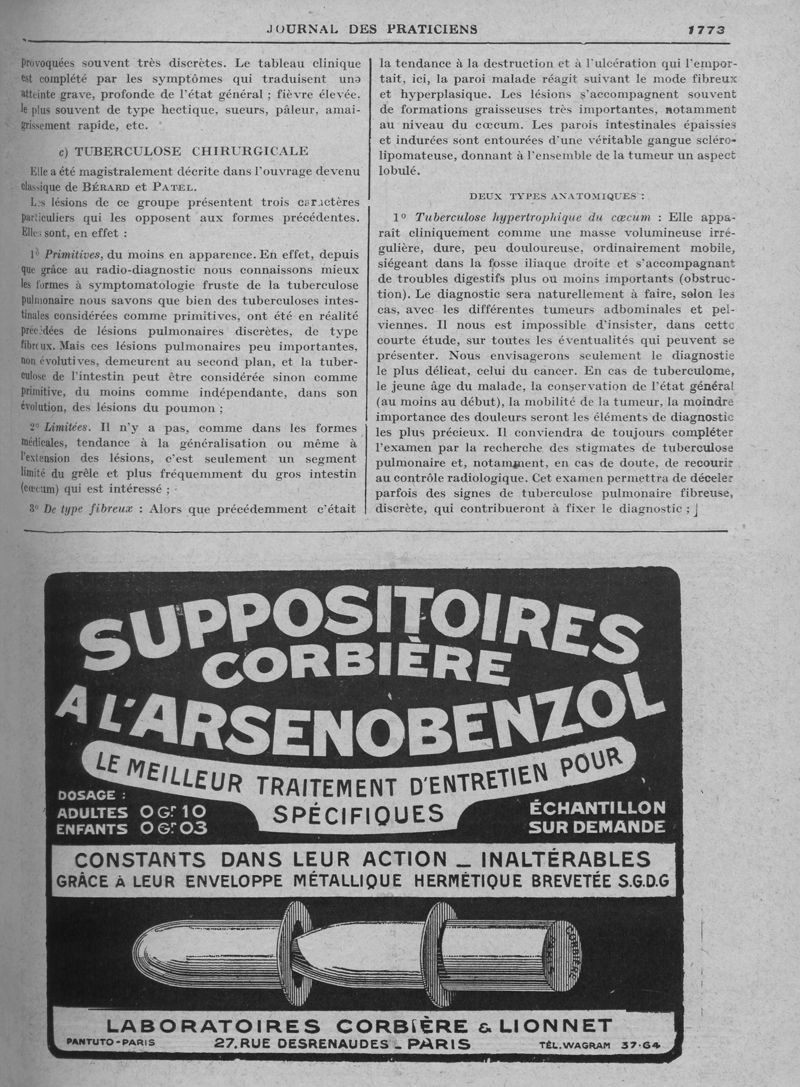 JOURNAL DES PRATICIENS 1773
provoquées souvent très discrètes. Le tableau clinique
est complété par les symptômes qui traduisent une
atteinte grave, profonde de l'état général ; fièvre élevée.
le plus souvent de type hectique, sueurs, pâleur, amai-
grissement rapide, etc.
c) TUBERCULOSE CHIRURGICALE
Elle a été magistralement décrite dans l'ouvrage devenu
classique de BÉRARD et PATEL.
Les lésions de ce groupe présentent trois caractères
particuliers qui les opposent aux formes précédentes.
Elles sont, en effet :
1° Primitives, du moins en apparence. En effet, depuis
que grâce au radio-diagnostic nous connaissons mieux
les formes à symptomatologie fruste de la tuberculose
pulmonaire nous savons que bien des tuberculoses intes-
tinales considérées comme primitives, ont été en réalité
précédées de lésions pulmonaires discrètes, de type
fibreux. Mais ces lésions pulmonaires peu importantes,
non évolutives, demeurent au second plan, et la tuber-
culose de l'intestin peut être considérée sinon comme
primitive, du moins comme indépendante, dans son
évolution, des lésions du poumon ;
2° Limitées. Il n'y a pas, comme dans les formes
médicales, tendance à la généralisation ou même à
l'extension des lésions, c'est seulement un segment
limité du grêle et plus fréquemment du gros intestin
(cœcum) qui est intéressé ;
3° De type fibreux : Alors que précédemment c'était
la tendance à la destruction et à l'ulcération qui l'empor-
tait, ici, la paroi malade réagit suivant le mode fibreux
et hyperplasique. Les lésions s'accompagnent souvent
de formations graisseuses très importantes, notamment
au niveau du cœcum. Les parois intestinales épaissies
et indurées sont entourées d'une véritable gangue scléro-
lipomateuse, donnant à l'ensemble de la tumeur un aspect
lobulé.
DEUX TYPES ANATOMIQUES :
1° Tuberculose hypertrophique du cœcum : Elle appa-
raît cliniquement comme une masse volumineuse irré-
gulière, dure, peu douloureuse, ordinairement mobile,
siégeant dans la fosse iliaque droite et s'accompagnant
de troubles digestifs plus ou moins importants (obstruc-
tion). Le diagnostic sera naturellement à faire, selon les
cas, avec les différentes tumeurs adbominales et pel-
viennes. Il nous est impossible d'insister, dans cette
courte étude, sur toutes les éventualités qui peuvent se
présenter. Nous envisagerons seulement le diagnostic
le plus délicat, celui du cancer. En cas de tuberculome,
le jeune âge du malade, la conservation de l'état général
(au moins au début), la mobilité de la tumeur, la moindre
importance des douleurs seront les éléments de diagnostic
les plus précieux. Il conviendra de toujours compléter
l'examen par la recherche des stigmates de tuberculose
pulmonaire et, notamment, en cas de doute, de recourir
au contrôle radiologique. Cet examen permettra de déceler
parfois des signes de tuberculose pulmonaire fibreuse,
discrète, qui contribueront à fixer le diagnostic ;
SUPPOSITOIRES
CORBIÈRE
A L'ARSENOBENZOL
LE MEILLEUR TRAITEMENT D'ENTRETIEN POUR
SPÉCIFIQUES
DOSAGE :
ADULTES 0 Gr 10
ENFANTS 0 Gr 03
ÉCHANTILLON
SUR DEMANDE
CONSTANTS DANS LEUR ACTION _ INALTÉRABLES
GRÂCE A LEUR ENVELOPPE MÉTALLIQUE HERMÉTIQUE BREVETÉE S.G.D.G
CORBIÈRE
PARIS
LABORATOIRES CORBIÈRE & LIONNET
PANTUTO-PARIS 27, RUE DESRENAUDES _ PARIS TÉL. WAGRAM 37-64